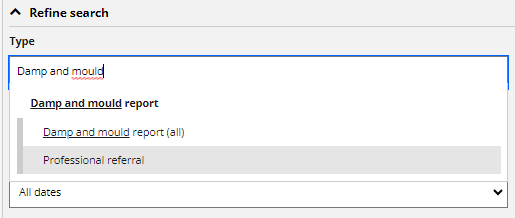 Refine search
Type
Damp and mould
Damp and mould report
Damp and mould report (all)
Professional referral
All dates